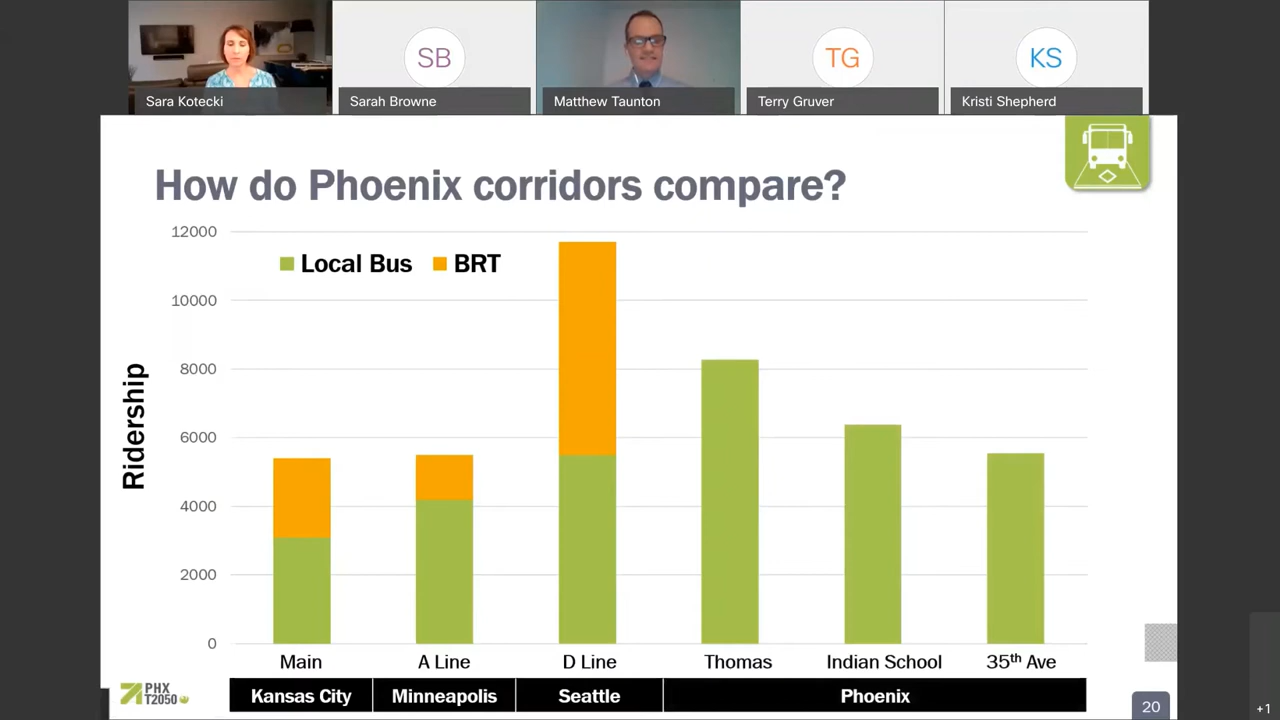 SB
TG
KS
Sara Kotecki
Sarah Browne
Matthew Taunton
Terry Gruver
Kristi Shepherd
How do Phoenix corridors compare?
Local Bus
BRT
Ridership
12000
10000
8000
6000
4000
2000
0
Main
A Line
D Line
Thomas
Indian School
35th Ave
Kansas City
Minneapolis
Seattle
Phoenix
PHX
T2050
20
+1